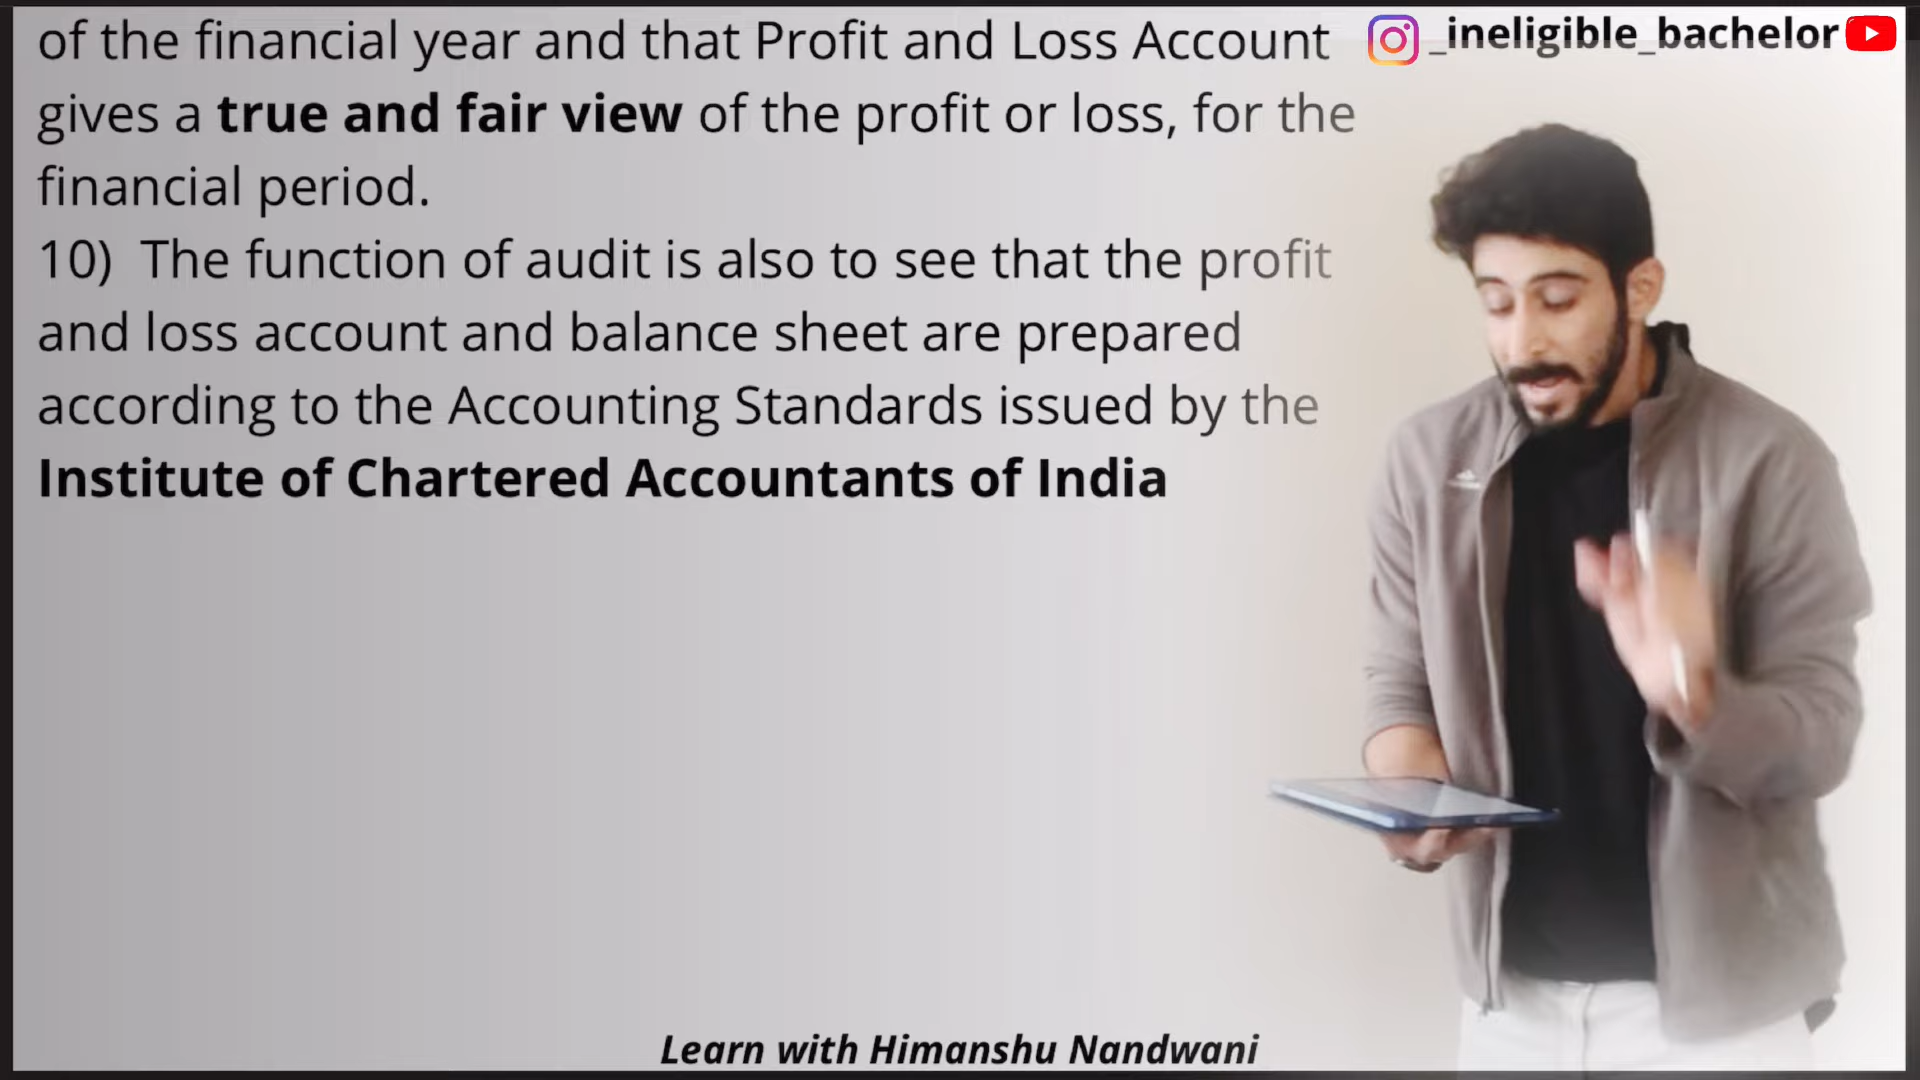 of the financial year and that Profit and Loss Account
gives a true and fair view of the profit or loss, for the
financial period.
10) The function of audit is also to see that the profit
and loss account and balance sheet are prepared
according to the Accounting Standards issued by the
Institute of Chartered Accountants of India
_ineligible_bachelor
Learn with Himanshu Nandwani